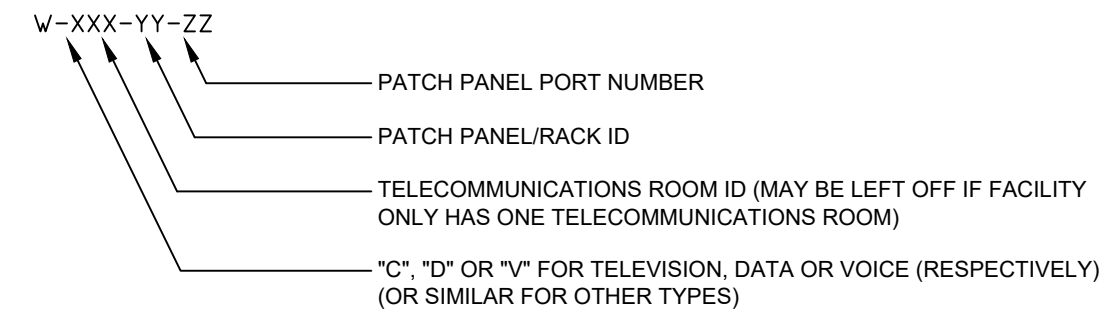 W-XXX-YY-ZZ
PATCH PANEL PORT NUMBER
PATCH PANEL/RACK ID
TELECOMMUNICATIONS ROOM ID (MAY BE LEFT OFF IF FACILITY
ONLY HAS ONE TELECOMMUNICATIONS ROOM)
"C", "D" OR "V" FOR TELEVISION, DATA OR VOICE (RESPECTIVELY)
(OR SIMILAR FOR OTHER TYPES)